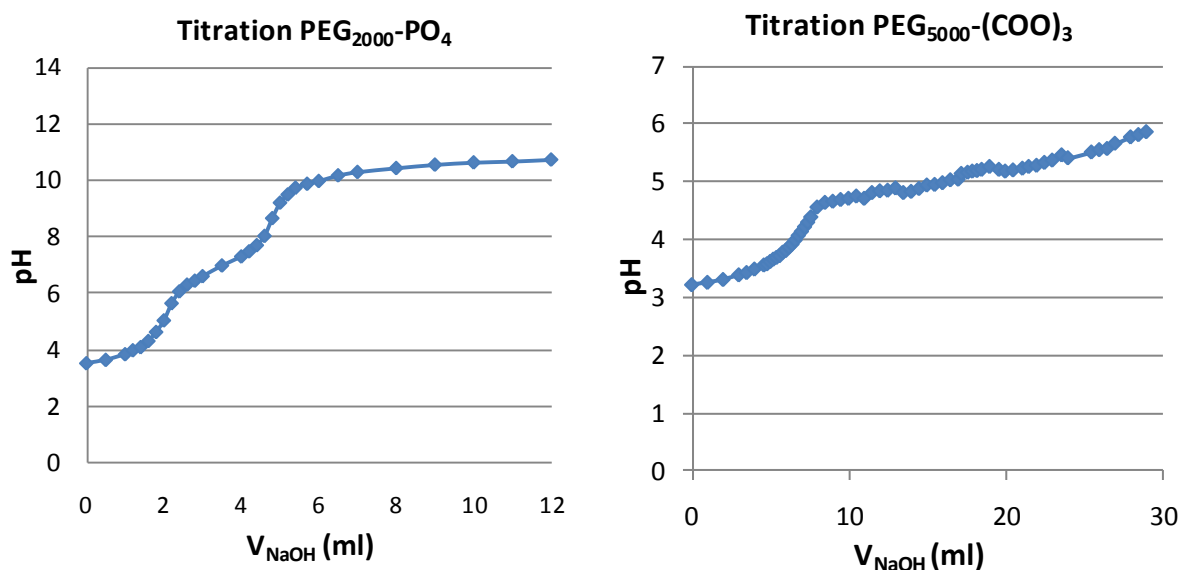 Titration PEG₂₀₀₀-PO₄
14
12
10
8
6
4
2
0
pH
0 2 4 6 8 10 12
V_NaOH (ml)
Titration PEG₅₀₀₀-(COO)₃
7
6
5
4
3
2
1
0
pH
0 10 20 30
V_NaOH (ml)